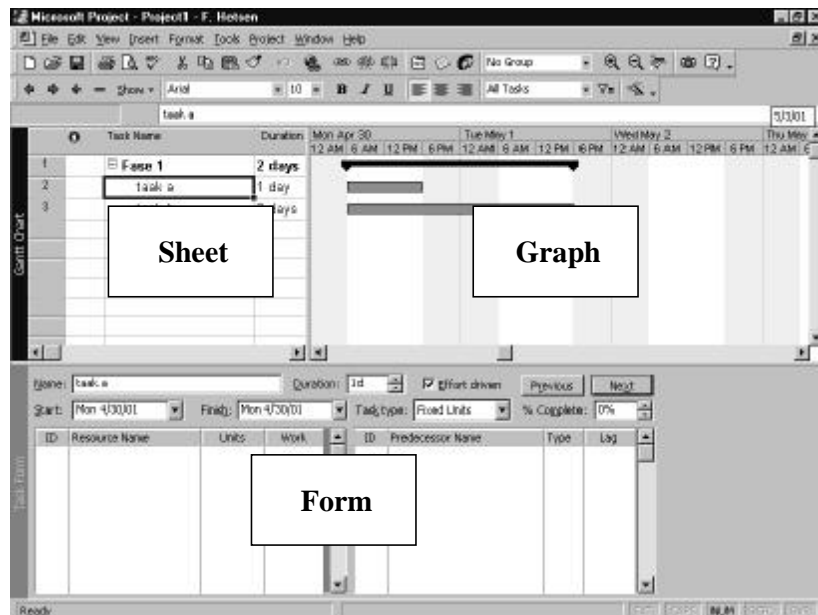 Microsoft Project - Project1 - F. Hetsen
File Edit View Insert Format Tools Project Window Help
No Group
Show Arial 10 B I U All Tasks
task a 5/3/01
Task Name Duration Mon Apr 30 Tue May 1 Wed May 2 Thu May
12 AM 6 AM 12 PM 6 PM 12 AM 6 AM 12 PM 6 PM 12 AM 6 AM 12 PM 6 PM 12 AM 6
1 Fase 1 2 days
2 task a 1 day
3 days
Gantt Chart
Sheet
Graph
Name: task a Duration: 1d Effort driven Previous Next
Start: Mon 4/30/01 Finish: Mon 4/30/01 Task type: Fixed Units % Complete: 0%
ID Resource Name Units Work ID Predecessor Name Type Lag
Task Form
Form
Ready EXT CAPS NUM SCRL OVR